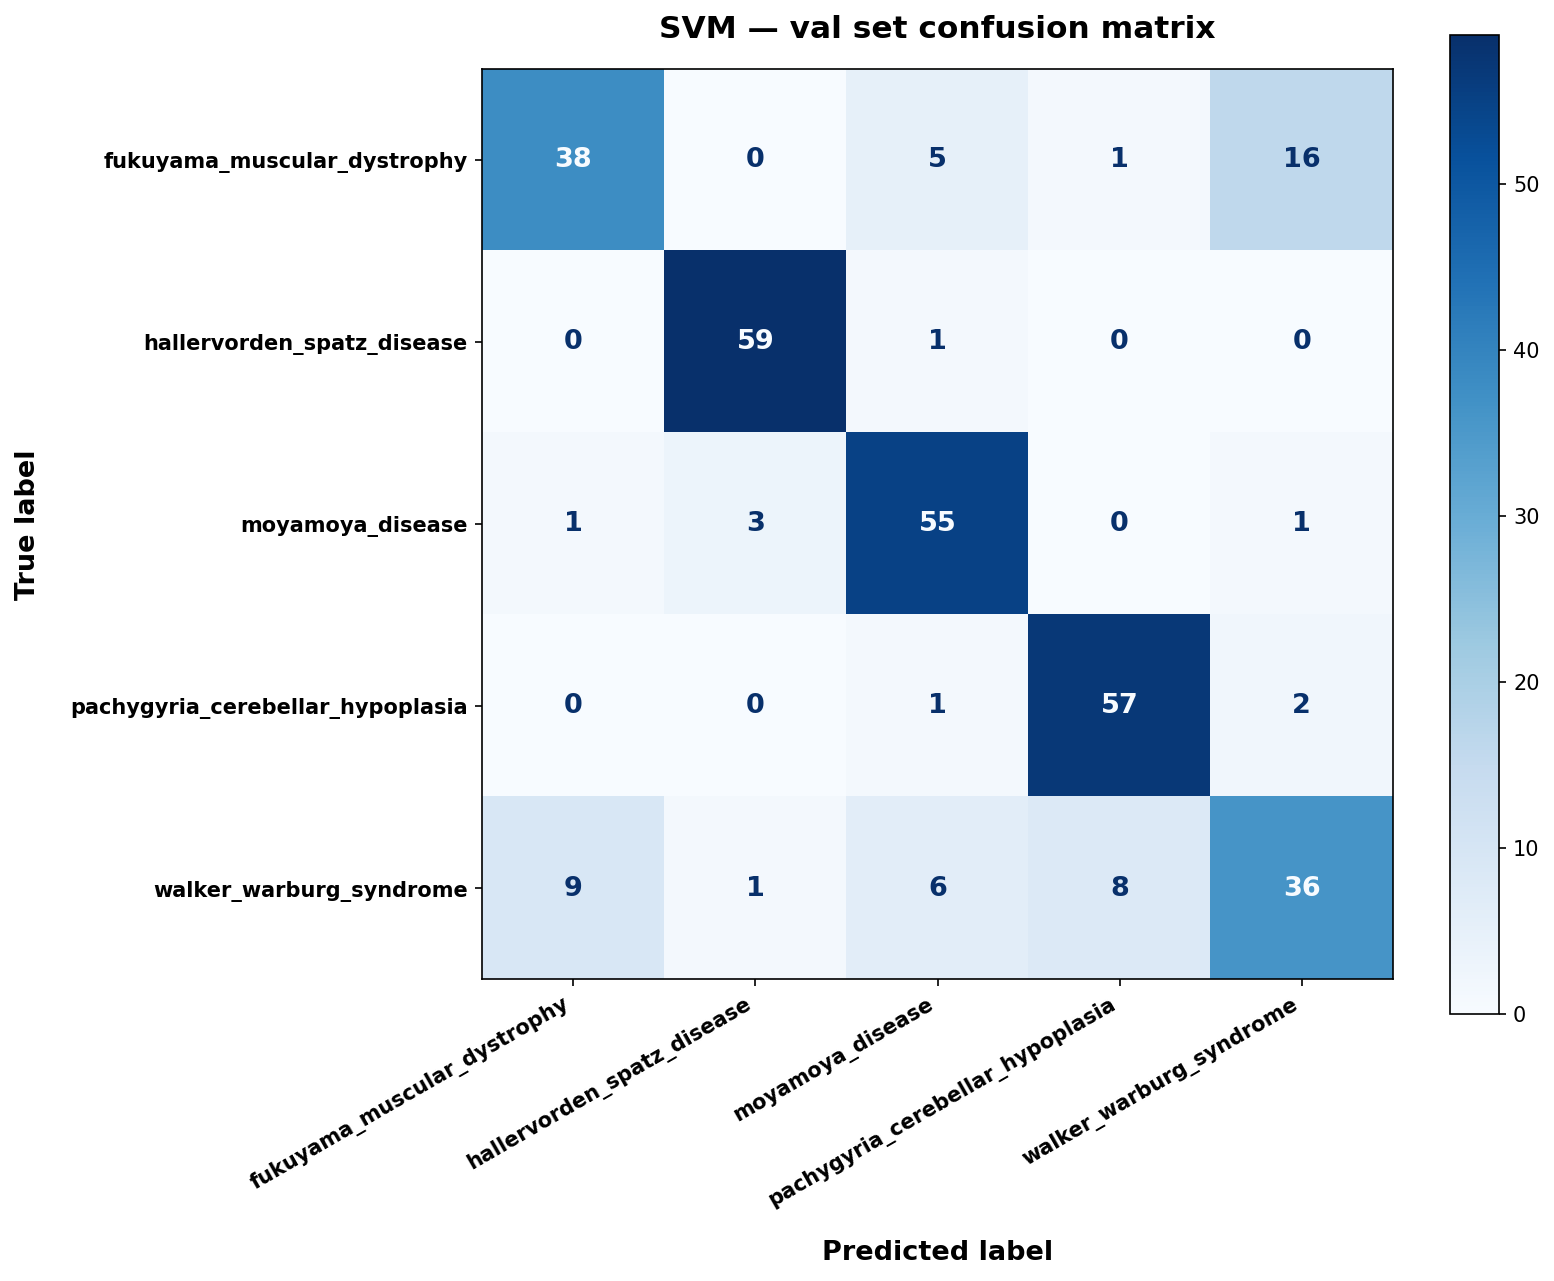 SVM — val set confusion matrix
fukuyama_muscular_dystrophy
38 0 5 1 16
hallervorden_spatz_disease
0 59 1 0 0
moyamoya_disease
1 3 55 0 1
pachygyria_cerebellar_hypoplasia
0 0 1 57 2
walker_warburg_syndrome
9 1 6 8 36
True label
fukuyama_muscular_dystrophy
hallervorden_spatz_disease
moyamoya_disease
pachygyria_cerebellar_hypoplasia
walker_warburg_syndrome
Predicted label
50
40
30
20
10
0